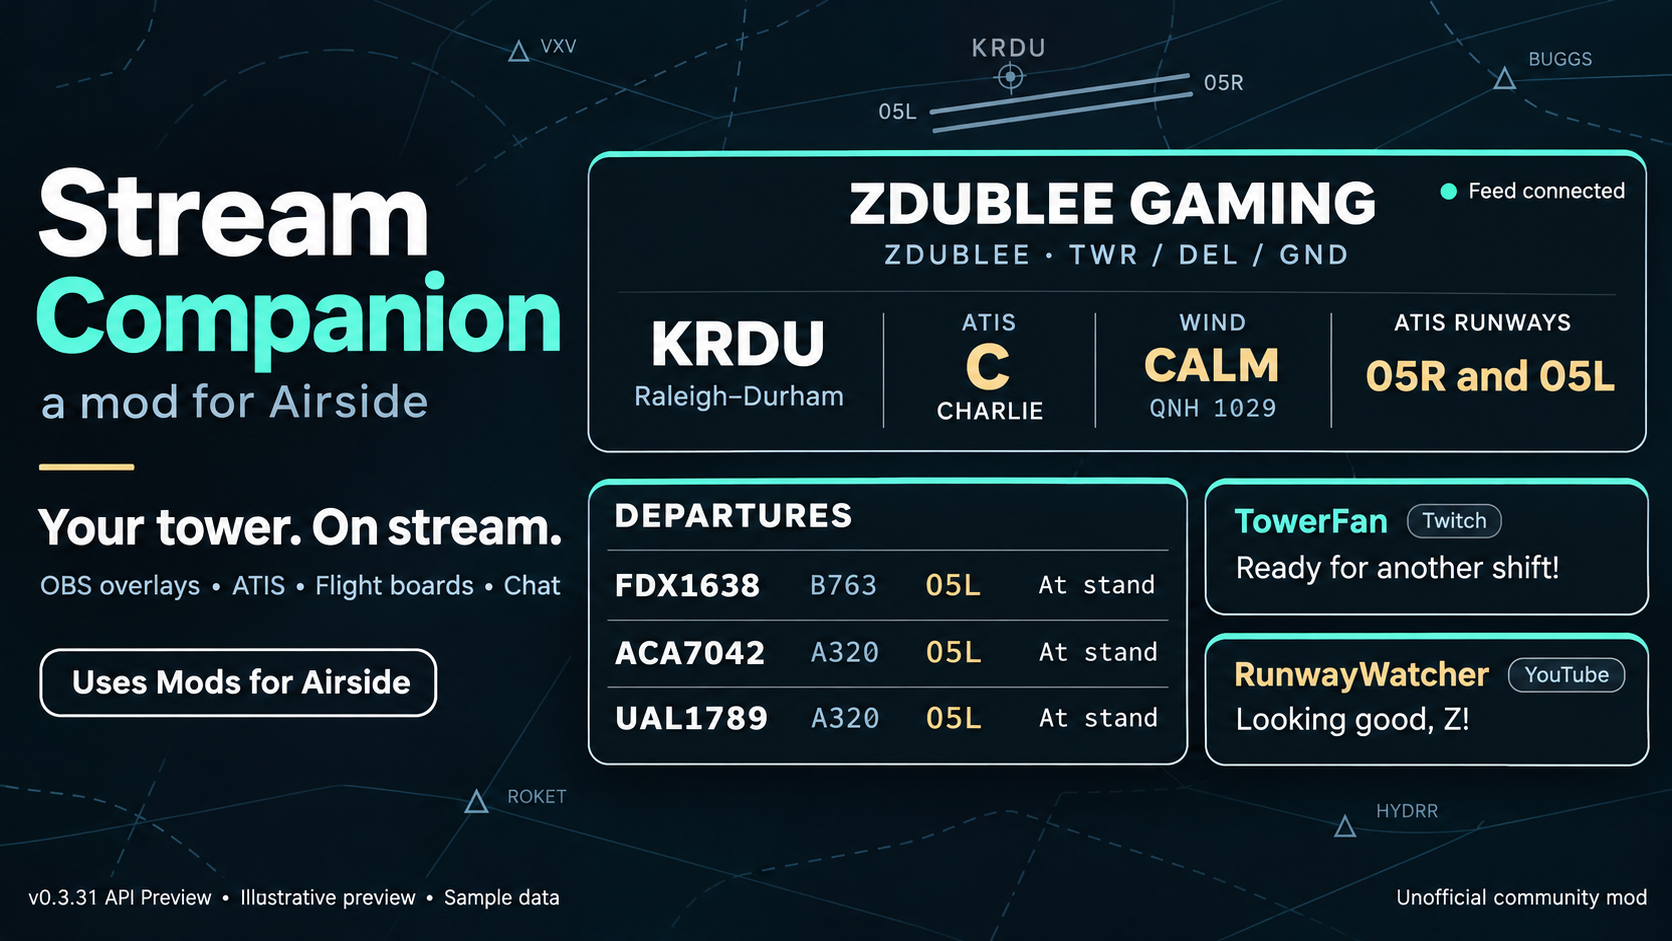 VXV
KRDU
05L
05R
BUGGS
Stream
Companion
a mod for Airside
Your tower. On stream.
OBS overlays • ATIS • Flight boards • Chat
Uses Mods for Airside
ZDUBLEE GAMING
Feed connected
ZDUBLEE · TWR / DEL / GND
KRDU
Raleigh–Durham
ATIS
C
CHARLIE
WIND
CALM
QNH 1029
ATIS RUNWAYS
05R and 05L
DEPARTURES
FDX1638 B763 05L At stand
ACA7042 A320 05L At stand
UAL1789 A320 05L At stand
TowerFan Twitch
Ready for another shift!
RunwayWatcher YouTube
Looking good, Z!
ROKET
HYDRR
v0.3.31 API Preview • Illustrative preview • Sample data
Unofficial community mod